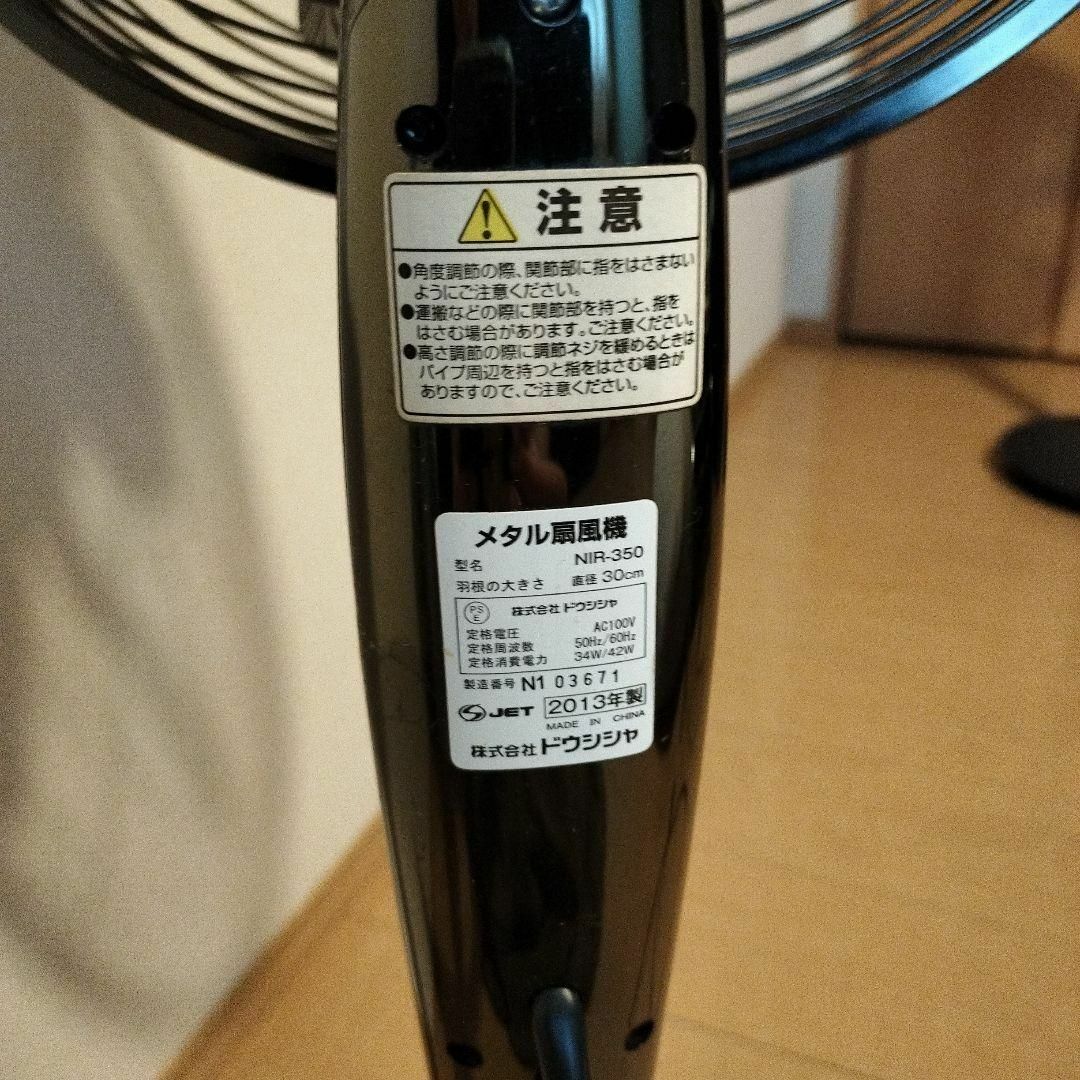 注意
●角度調節の際、関節部に指をはさまない
ようにご注意ください。
●運搬などの際に関節部を持つと、指を
はさむ場合があります。ご注意ください。
●高さ調節の際に調節ネジを緩めるときは
パイプ周辺を持つと指をはさむ場合が
ありますので、ご注意ください。
メタル扇風機
型名 NIR-350
羽根の大きさ 直径 30cm
PSE 株式会社 ドウシシャ
定格電圧 AC100V
定格周波数 50Hz/60Hz
定格消費電力 34W/42W
製造番号 N1 03671
JET 2013年製
MADE IN CHINA
株式会社 ドウシシャ